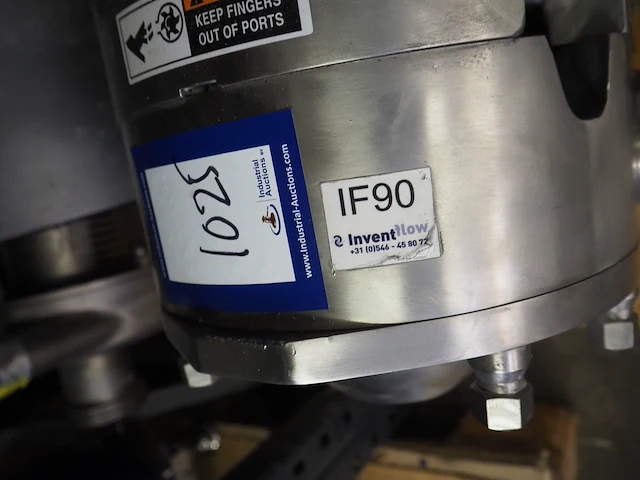 KEEP FINGERS
OUT OF PORTS
1025
Industrial
Auctions
www.Industrial-Auctions.com
IF90
Inventflow
+31 (0)546 - 45 80 72